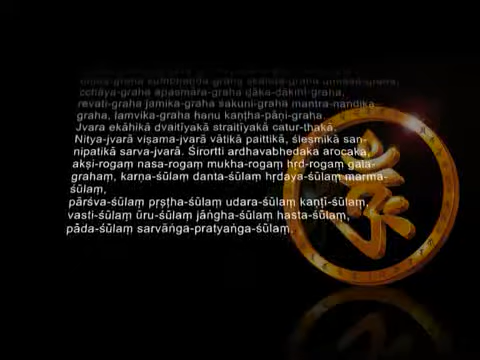 cchāya-graha apasmāra-graha ḍāka-ḍākinī-graha,
revati-graha jamika-graha śakuni-graha mantra-nandika
graha, lamvika-graha hanu kaṇṭha-pāṇi-graha.
Jvara ekāhikā dvaitīyakā straitīyakā catur-thakā.
Nitya-jvarā viṣama-jvarā vātikā paittikā, śleṣmikā san-
nipatikā sarva-jvarā. Śirortti ardhavabhedaka arocaka,
akṣi-rogaṃ nasa-rogaṃ mukha-rogaṃ hṛd-rogaṃ gala-
grahaṃ, karṇa-śūlaṃ danta-śūlaṃ hṛdaya-śūlaṃ marma-
śūlaṃ,
pārśva-śūlaṃ pṛṣṭha-śūlaṃ udara-śūlaṃ kaṇṭī-śūlaṃ,
vasti-śūlaṃ ūru-śūlaṃ jāṅgha-śūlaṃ hasta-śūlaṃ,
pāda-śūlaṃ sarvāṅga-pratyaṅga-śūlaṃ.